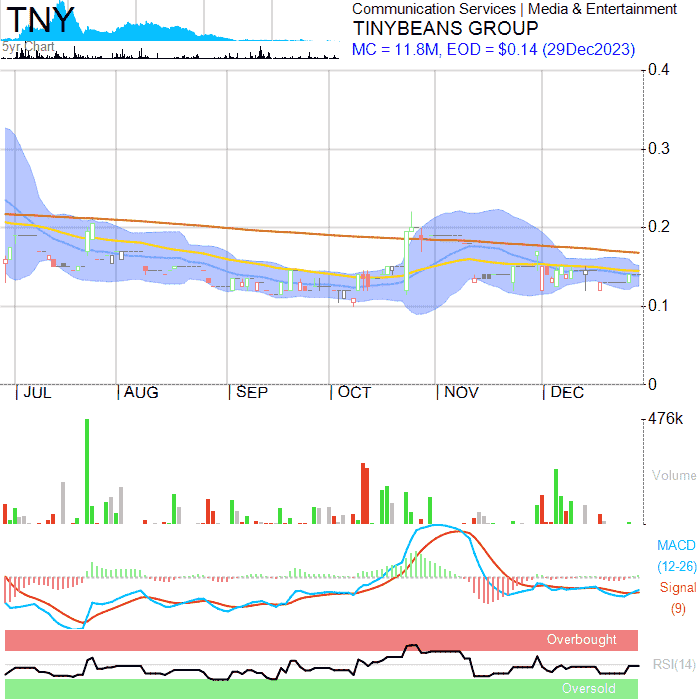 TNY
5yr Chart
Communication Services | Media & Entertainment
TINYBEANS GROUP
MC = 11.8M, EOD = $0.14 (29Dec2023)
0.4
0.3
0.2
0.1
0
JUL AUG SEP OCT NOV DEC
476k
Volume
MACD
(12-26)
Signal
(9)
Overbought
RSI(14)
Oversold